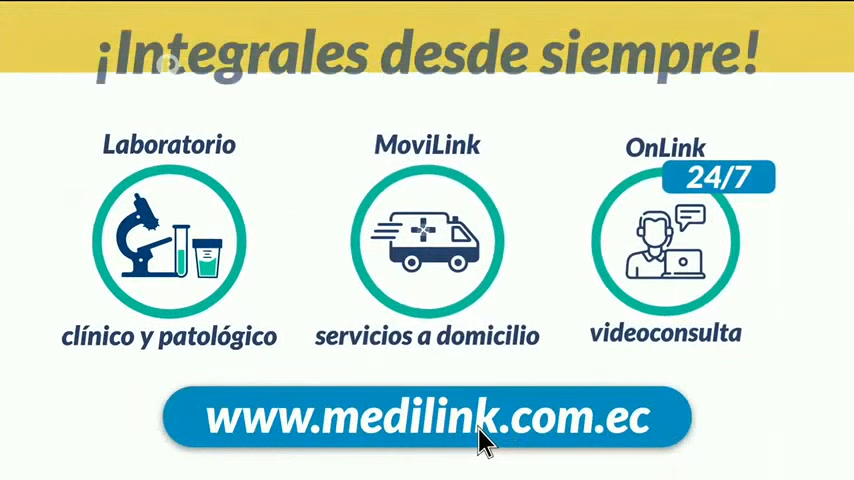 ¡Integrales desde siempre!
Laboratorio
clínico y patológico
MoviLink
servicios a domicilio
OnLink
24/7
videoconsulta
www.medilink.com.ec